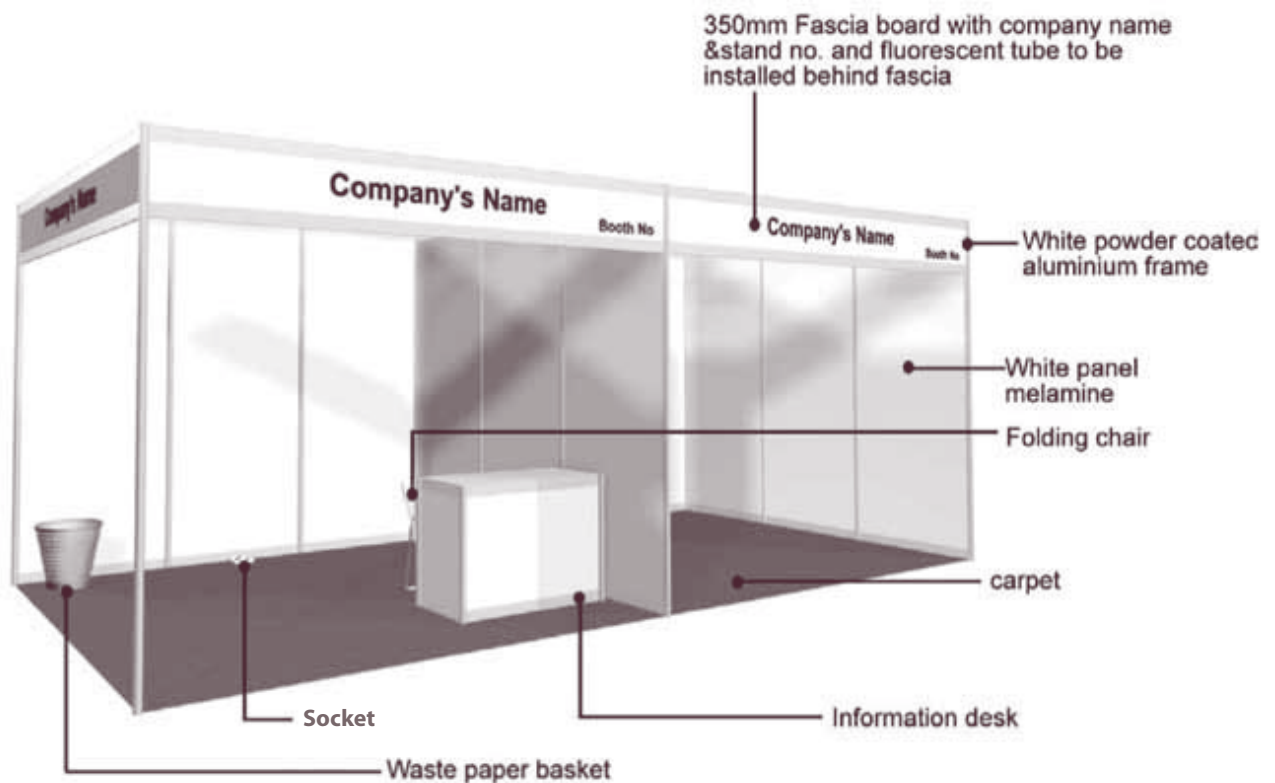 350mm Fascia board with company name
&stand no. and fluorescent tube to be
installed behind fascia
Company's Name
Company's Name
Booth No
Company's Name
Booth No
White powder coated
aluminium frame
White panel
melamine
Folding chair
carpet
Information desk
Socket
Waste paper basket